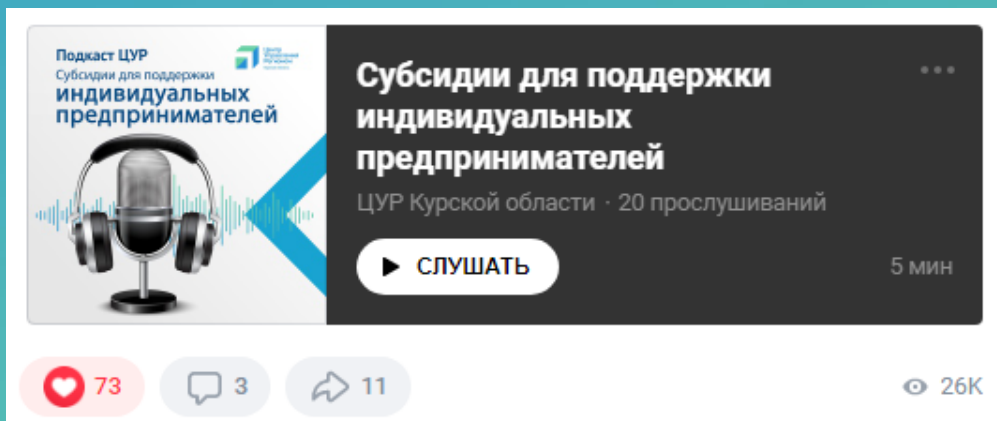 Подкаст ЦУР
Субсидии для поддержки
индивидуальных
предпринимателей
Субсидии для поддержки
индивидуальных
предпринимателей
ЦУР Курской области · 20 прослушиваний
СЛУШАТЬ
5 мин
73
3
11
26K